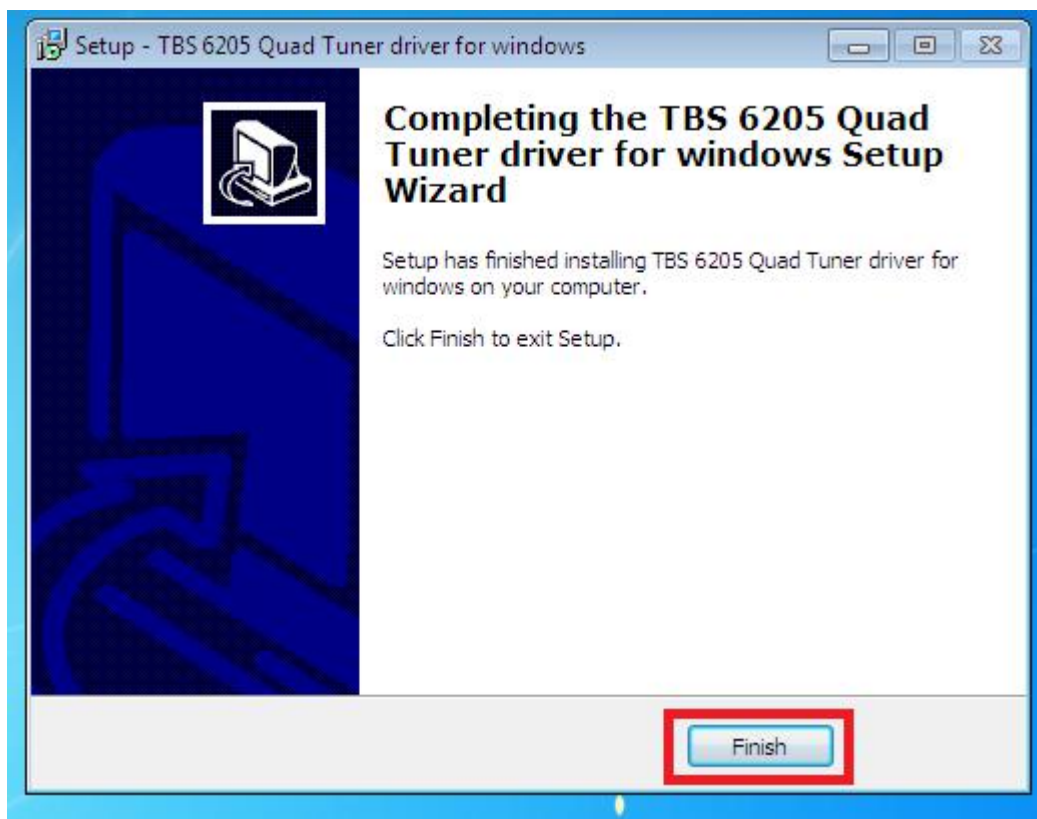 Setup - TBS 6205 Quad Tuner driver for windows
Completing the TBS 6205 Quad
Tuner driver for windows Setup
Wizard
Setup has finished installing TBS 6205 Quad Tuner driver for
windows on your computer.
Click Finish to exit Setup.
Finish